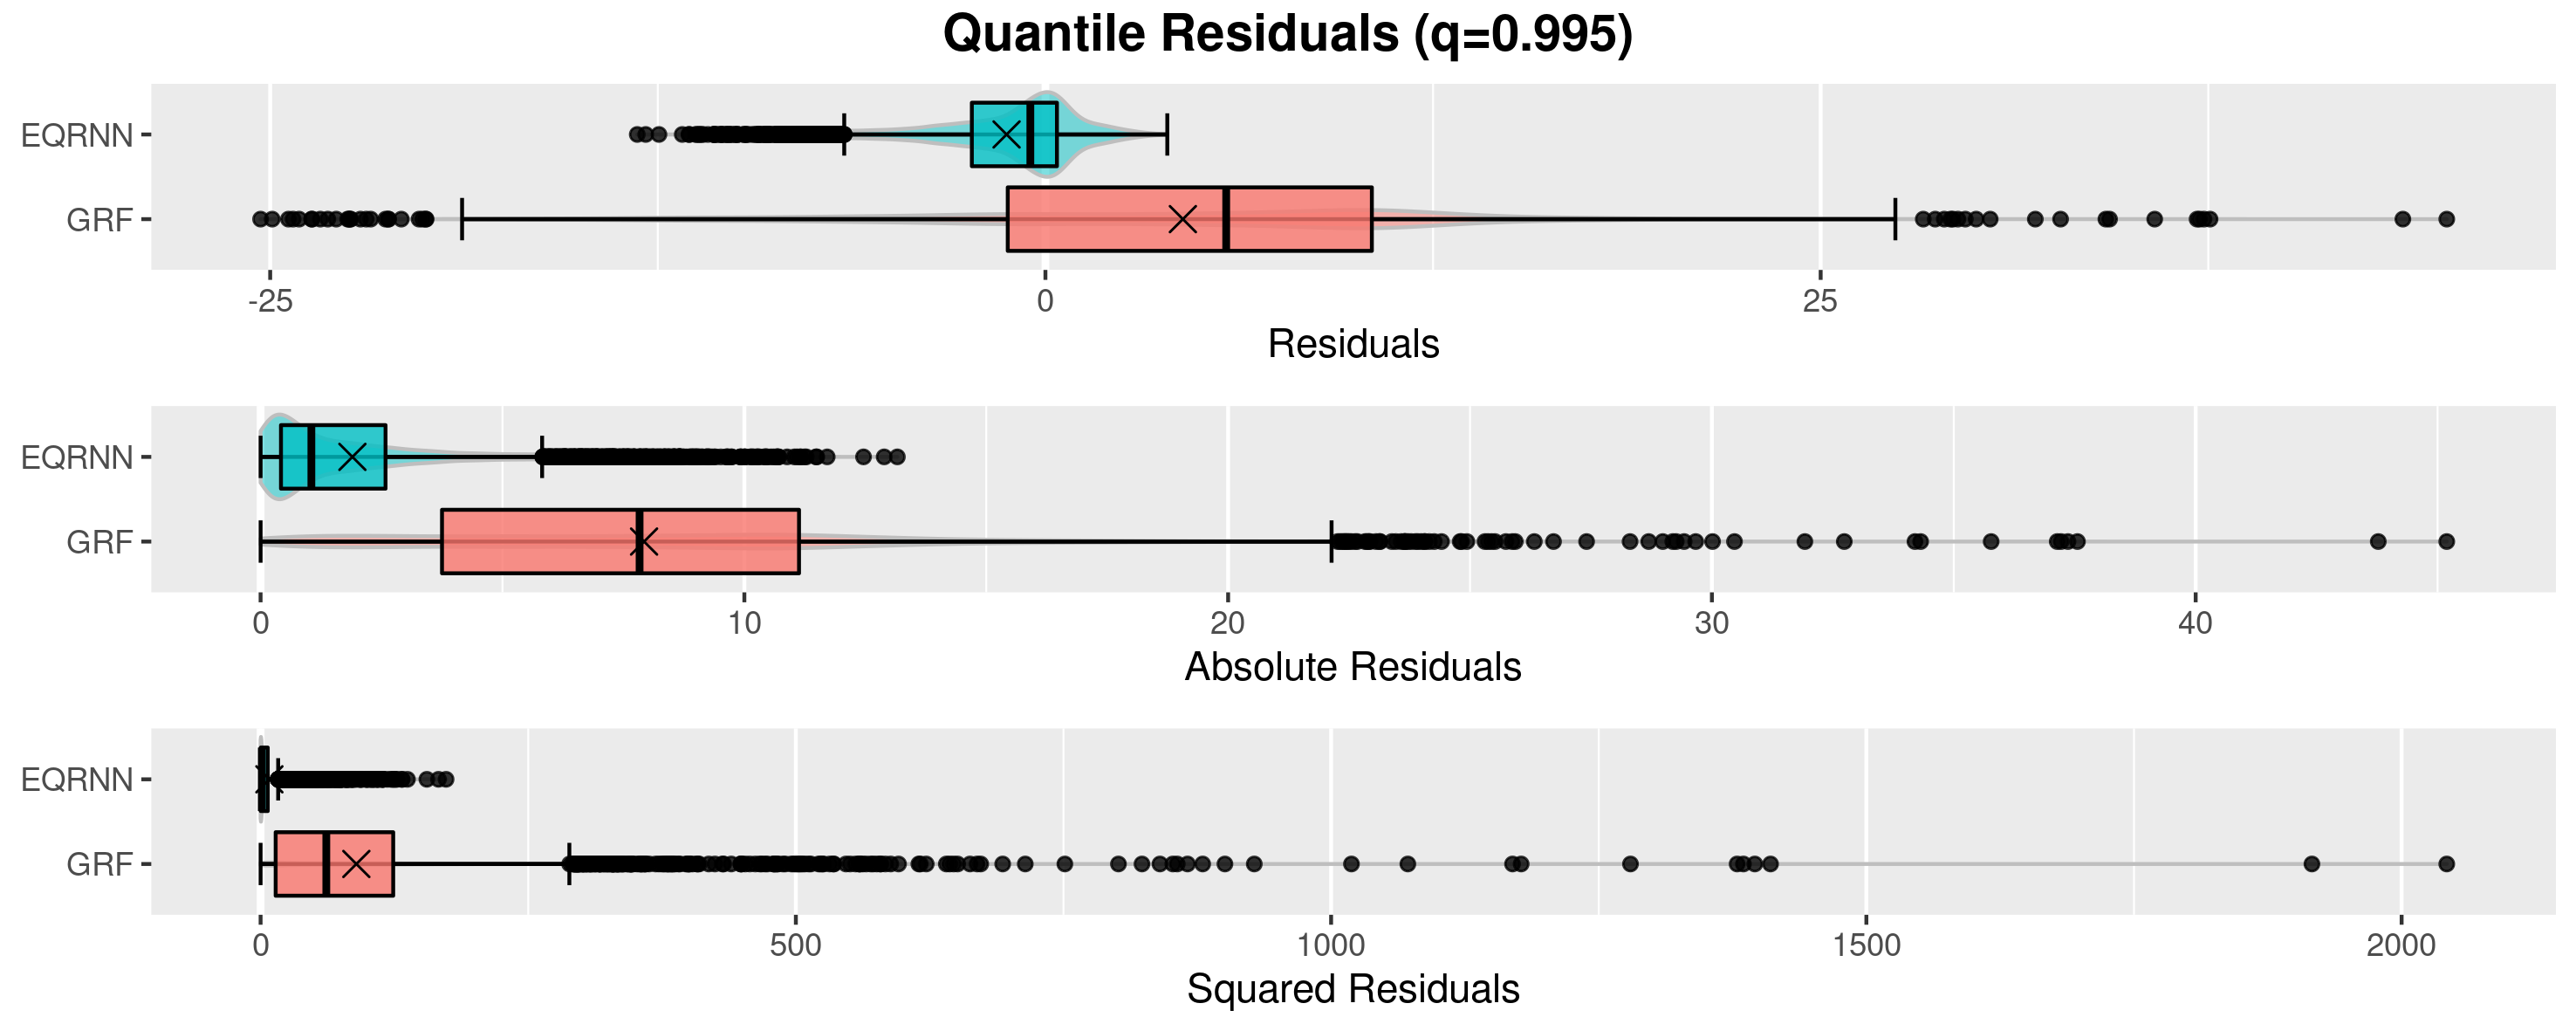 Quantile Residuals (q=0.995)
EQRNN
GRF
-25 0 25
Residuals
EQRNN
GRF
0 10 20 30 40
Absolute Residuals
EQRNN
GRF
0 500 1000 1500 2000
Squared Residuals